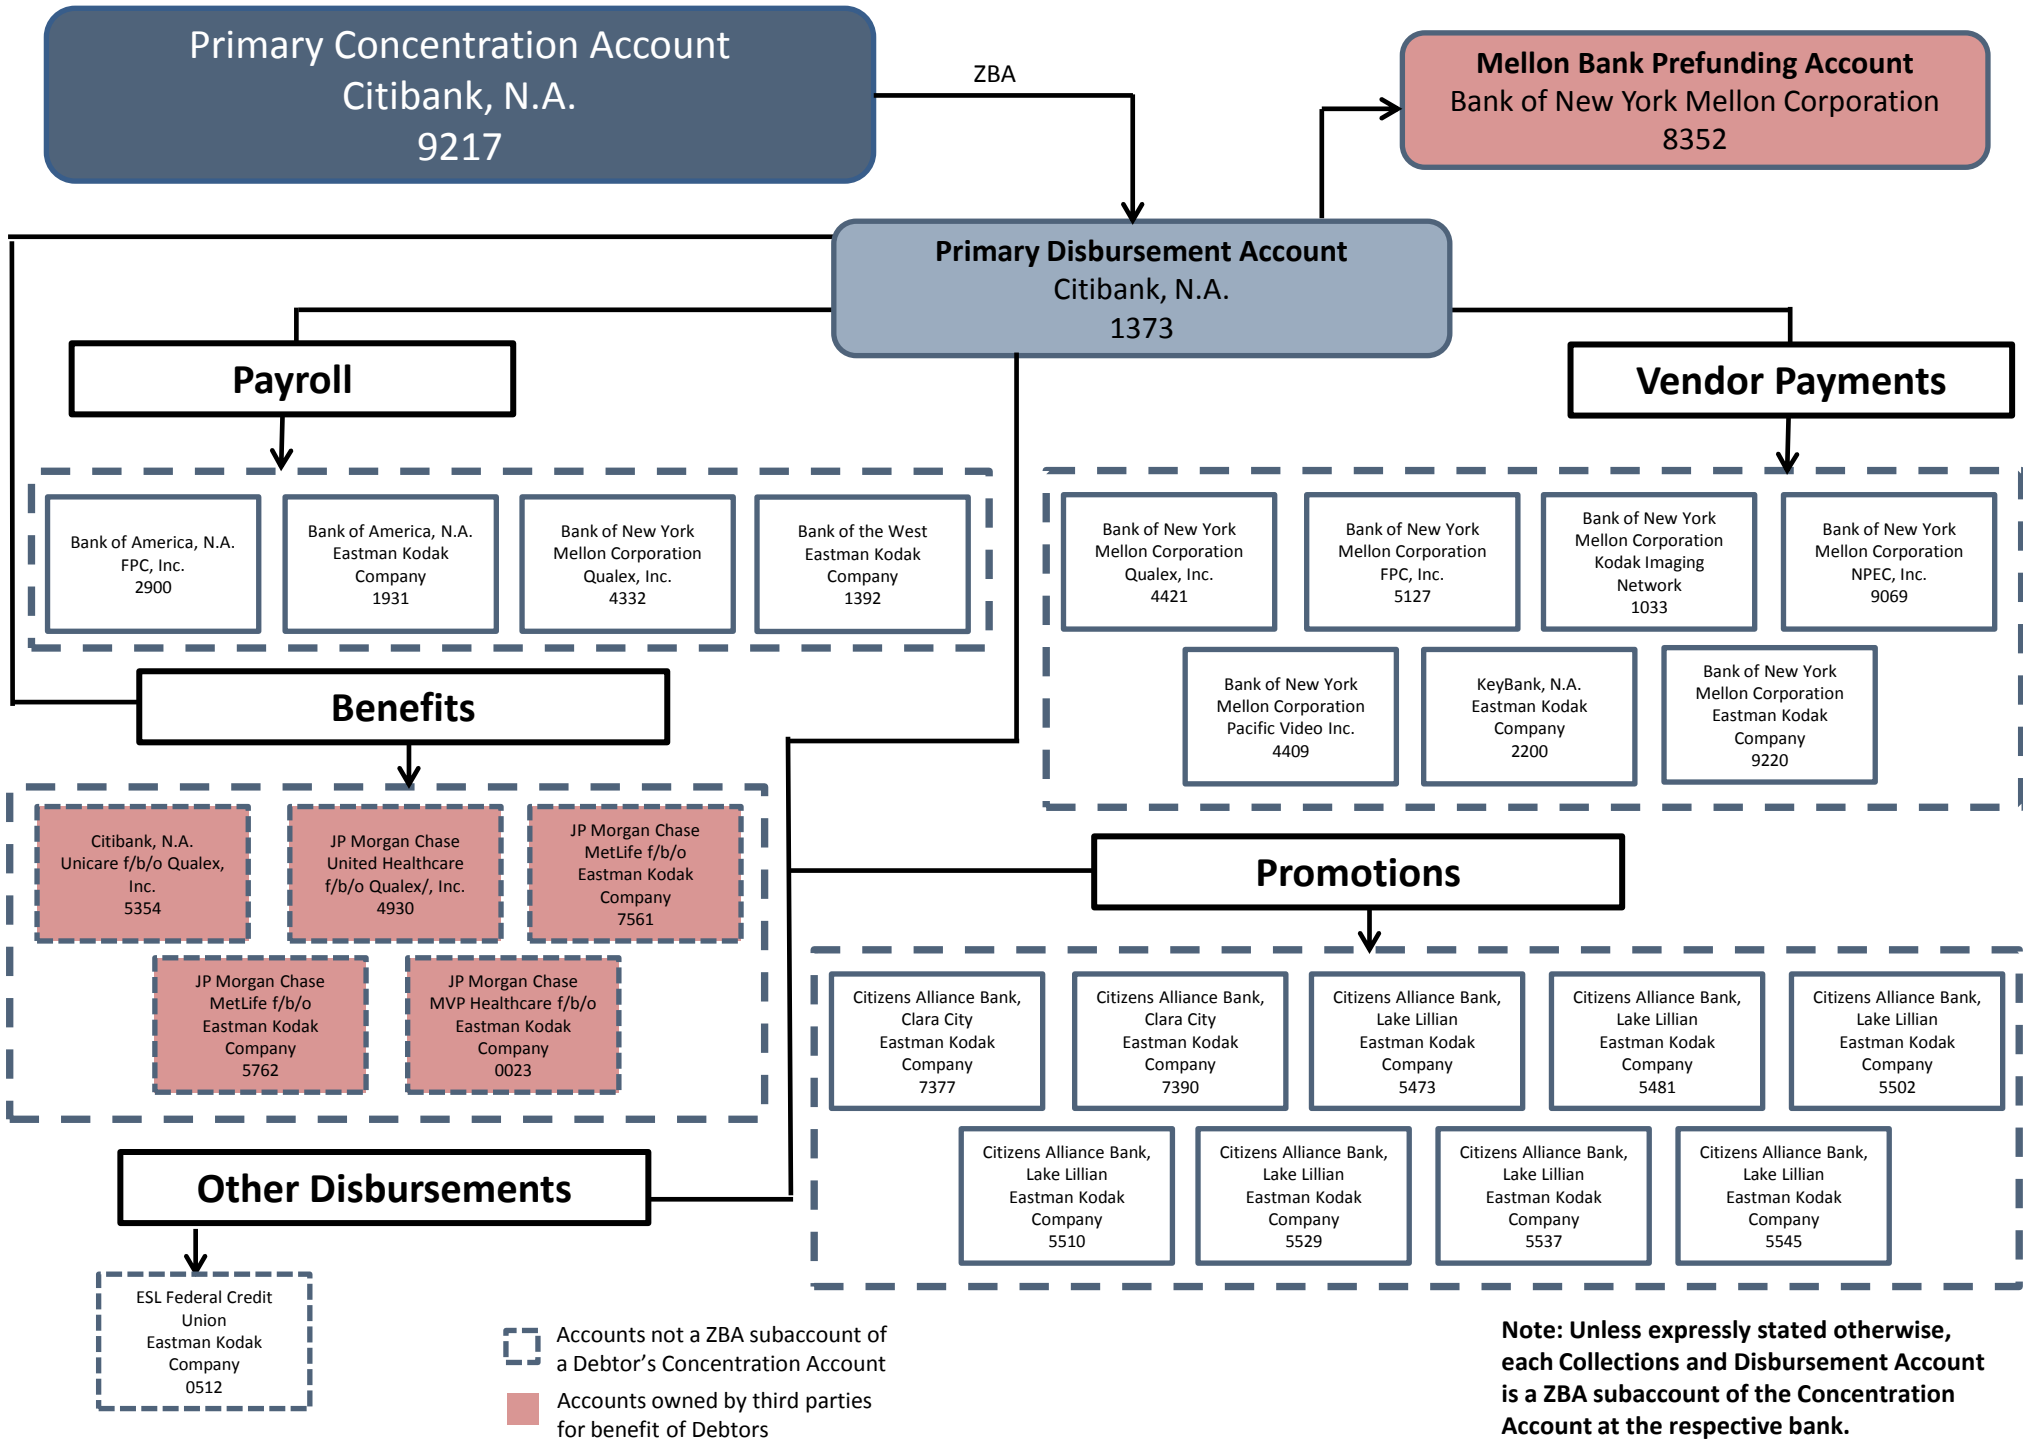 Primary Concentration Account
Citibank, N.A.
9217
ZBA
Mellon Bank Prefunding Account
Bank of New York Mellon Corporation
8352
Primary Disbursement Account
Citibank, N.A.
1373
Payroll
Vendor Payments
Bank of America, N.A.
FPC, Inc.
2900
Bank of America, N.A.
Eastman Kodak
Company
1931
Bank of New York
Mellon Corporation
Qualex, Inc.
4332
Bank of the West
Eastman Kodak
Company
1392
Bank of New York
Mellon Corporation
Qualex, Inc.
4421
Bank of New York
Mellon Corporation
FPC, Inc.
5127
Bank of New York
Mellon Corporation
Kodak Imaging
Network
1033
Bank of New York
Mellon Corporation
NPEC, Inc.
9069
Bank of New York
Mellon Corporation
Pacific Video Inc.
4409
KeyBank, N.A.
Eastman Kodak
Company
2200
Bank of New York
Mellon Corporation
Eastman Kodak
Company
9220
Benefits
Citibank, N.A.
Unicare f/b/o Qualex,
Inc.
5354
JP Morgan Chase
United Healthcare
f/b/o Qualex/, Inc.
4930
JP Morgan Chase
MetLife f/b/o
Eastman Kodak
Company
7561
JP Morgan Chase
MetLife f/b/o
Eastman Kodak
Company
5762
JP Morgan Chase
MVP Healthcare f/b/o
Eastman Kodak
Company
0023
Promotions
Citizens Alliance Bank,
Clara City
Eastman Kodak
Company
7377
Citizens Alliance Bank,
Clara City
Eastman Kodak
Company
7390
Citizens Alliance Bank,
Lake Lillian
Eastman Kodak
Company
5473
Citizens Alliance Bank,
Lake Lillian
Eastman Kodak
Company
5481
Citizens Alliance Bank,
Lake Lillian
Eastman Kodak
Company
5502
Citizens Alliance Bank,
Lake Lillian
Eastman Kodak
Company
5510
Citizens Alliance Bank,
Lake Lillian
Eastman Kodak
Company
5529
Citizens Alliance Bank,
Lake Lillian
Eastman Kodak
Company
5537
Citizens Alliance Bank,
Lake Lillian
Eastman Kodak
Company
5545
Other Disbursements
ESL Federal Credit
Union
Eastman Kodak
Company
0512
Accounts not a ZBA subaccount of
a Debtor’s Concentration Account
Accounts owned by third parties
for benefit of Debtors
Note: Unless expressly stated otherwise,
each Collections and Disbursement Account
is a ZBA subaccount of the Concentration
Account at the respective bank.